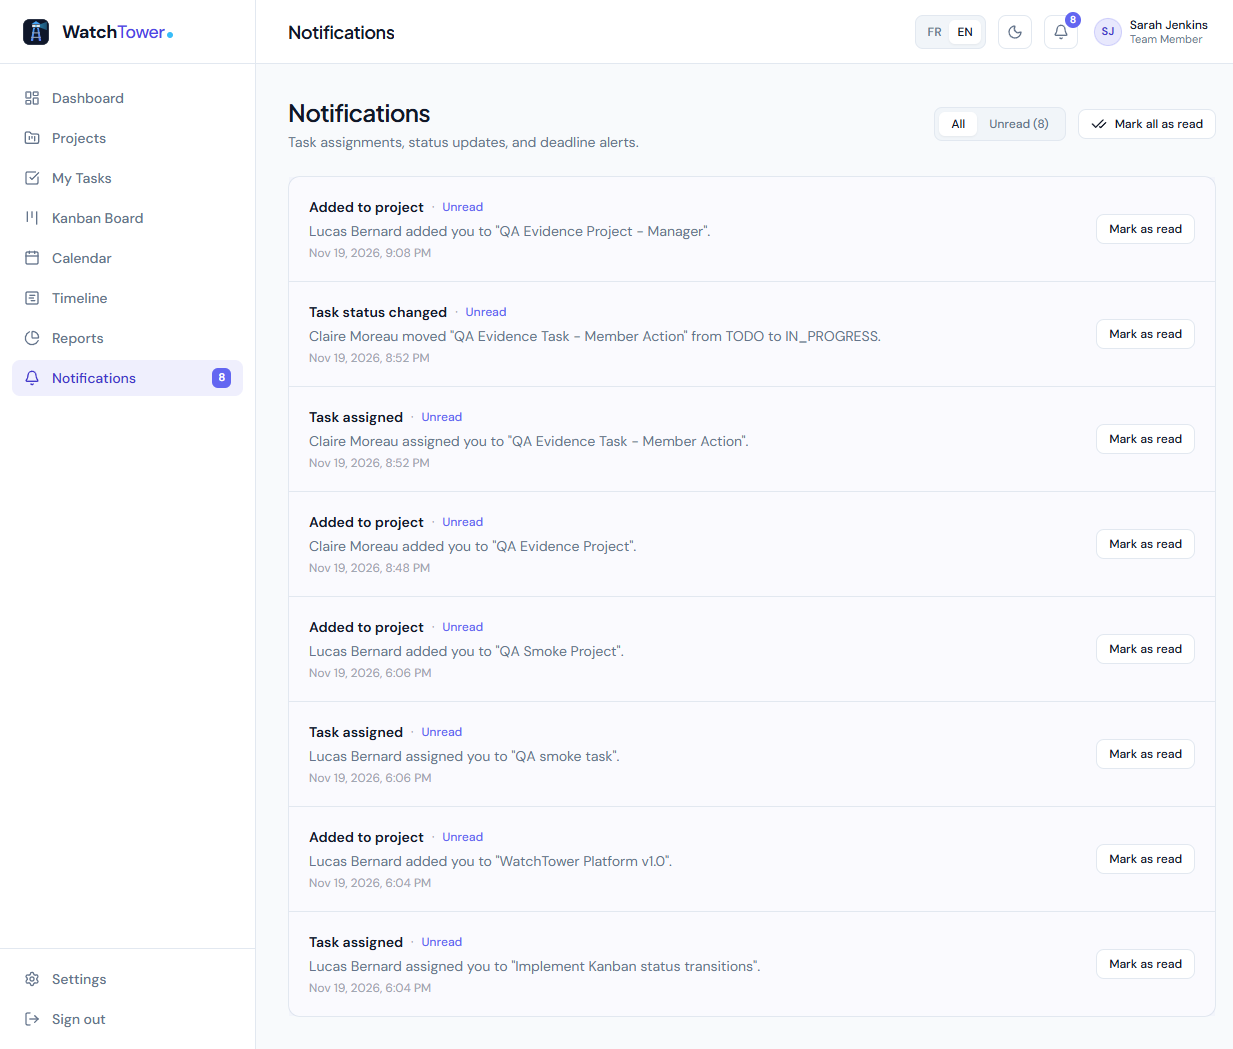 WatchTower
Notifications
FR EN
8
SJ
Sarah Jenkins
Team Member
Dashboard
Projects
My Tasks
Kanban Board
Calendar
Timeline
Reports
Notifications 8
Settings
Sign out
Notifications
Task assignments, status updates, and deadline alerts.
All Unread (8)
Mark all as read
Added to project · Unread
Lucas Bernard added you to "QA Evidence Project - Manager".
Nov 19, 2026, 9:08 PM
Mark as read
Task status changed · Unread
Claire Moreau moved "QA Evidence Task - Member Action" from TODO to IN_PROGRESS.
Nov 19, 2026, 8:52 PM
Mark as read
Task assigned · Unread
Claire Moreau assigned you to "QA Evidence Task - Member Action".
Nov 19, 2026, 8:52 PM
Mark as read
Added to project · Unread
Claire Moreau added you to "QA Evidence Project".
Nov 19, 2026, 8:48 PM
Mark as read
Added to project · Unread
Lucas Bernard added you to "QA Smoke Project".
Nov 19, 2026, 6:06 PM
Mark as read
Task assigned · Unread
Lucas Bernard assigned you to "QA smoke task".
Nov 19, 2026, 6:06 PM
Mark as read
Added to project · Unread
Lucas Bernard added you to "WatchTower Platform v1.0".
Nov 19, 2026, 6:04 PM
Mark as read
Task assigned · Unread
Lucas Bernard assigned you to "Implement Kanban status transitions".
Nov 19, 2026, 6:04 PM
Mark as read